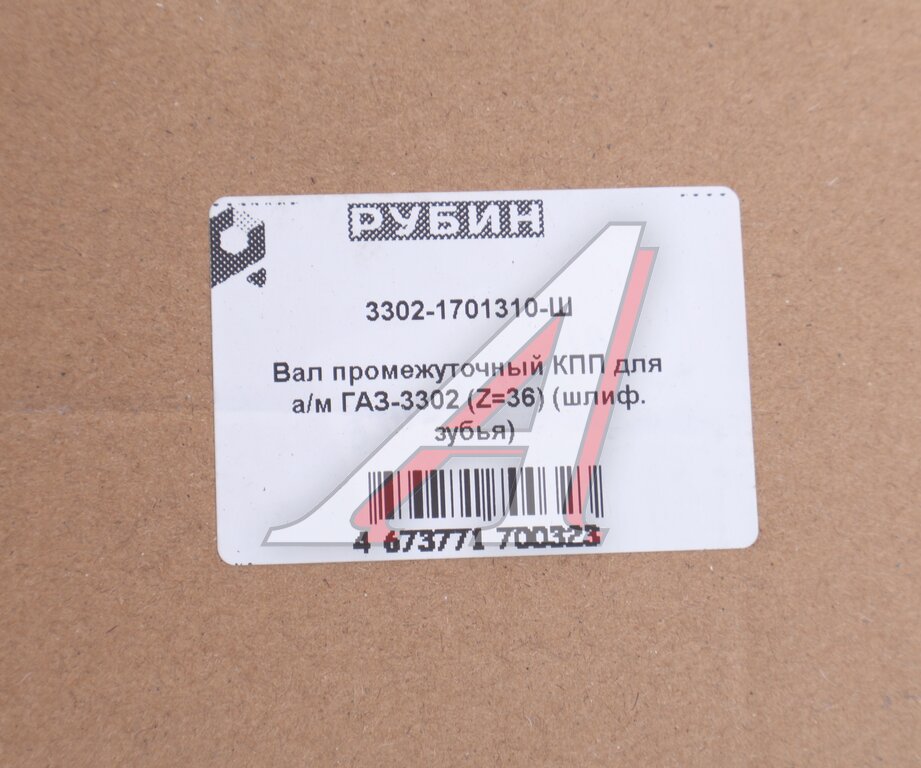 РУБИН
3302-1701310-Ш
Вал промежуточный КПП для
а/м ГАЗ-3302 (Z=36) (шлиф.
зубья)
4 673771 700323